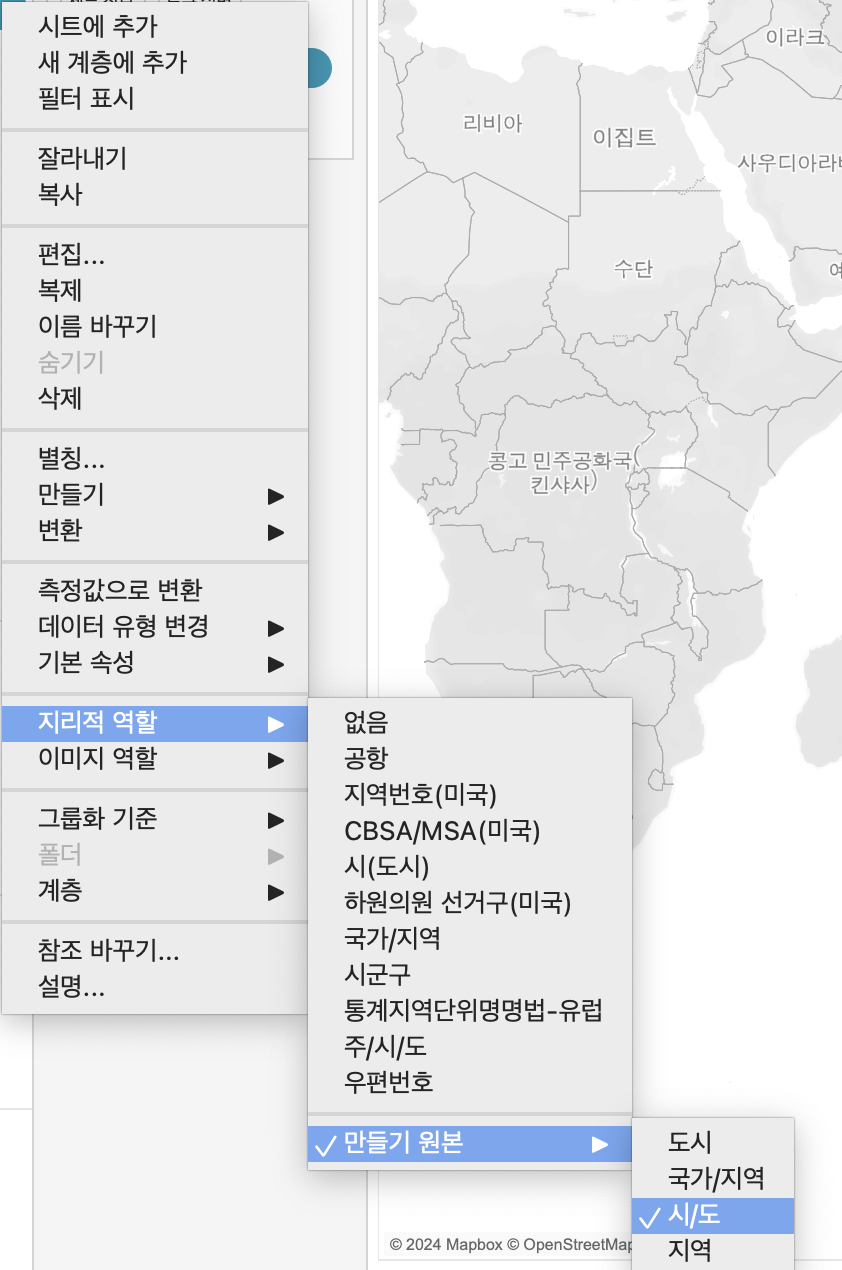 시트에 추가
새 계층에 추가
필터 표시
잘라내기
복사
편집...
복제
이름 바꾸기
숨기기
삭제
별칭...
만들기
변환
측정값으로 변환
데이터 유형 변경
기본 속성
지리적 역할
이미지 역할
그룹화 기준
폴더
계층
참조 바꾸기...
설명...
없음
공항
지역번호(미국)
CBSA/MSA(미국)
시(도시)
하원의원 선거구(미국)
국가/지역
시군구
통계지역단위명명법-유럽
주/시/도
우편번호
만들기 원본
도시
국가/지역
시/도
지역
이라크
리비아
이집트
사우디아라
수단
예
콩고 민주공화국(
킨샤사)
© 2024 Mapbox © OpenStreetMap